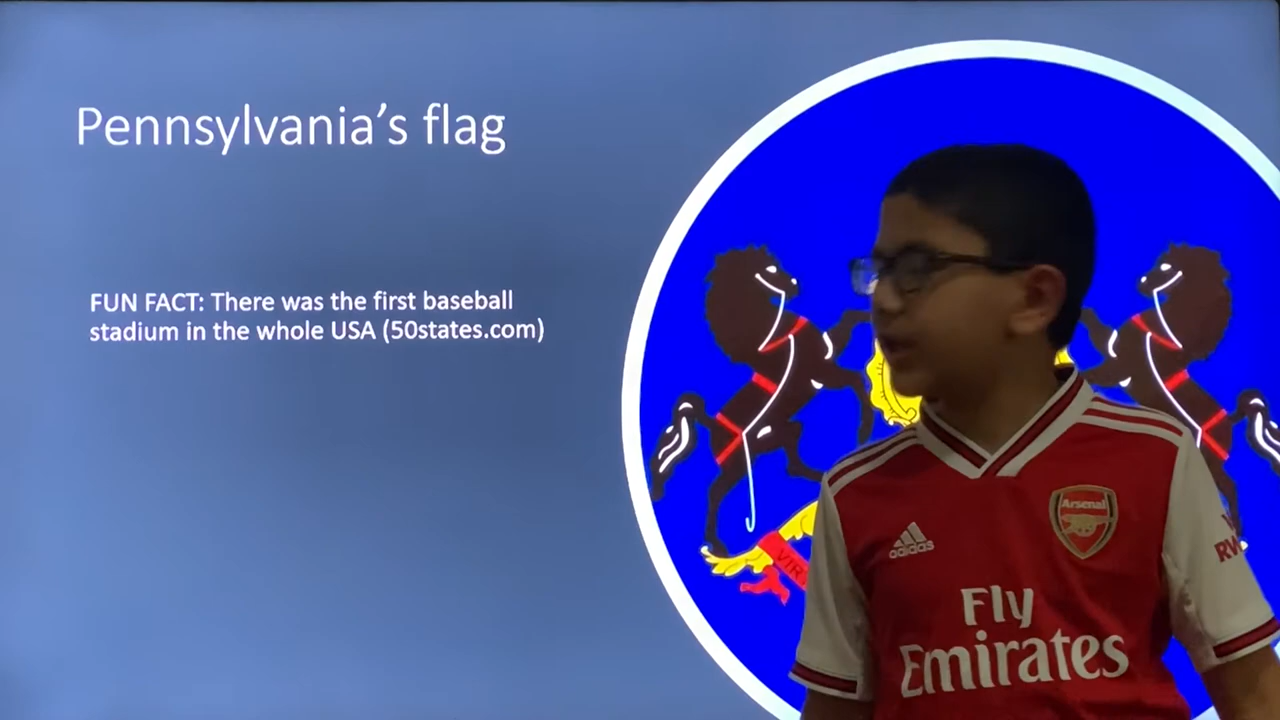 Pennsylvania's flag
FUN FACT: There was the first baseball
stadium in the whole USA (50states.com)
VIRT
Arsenal
adidas
Fly
Emirates